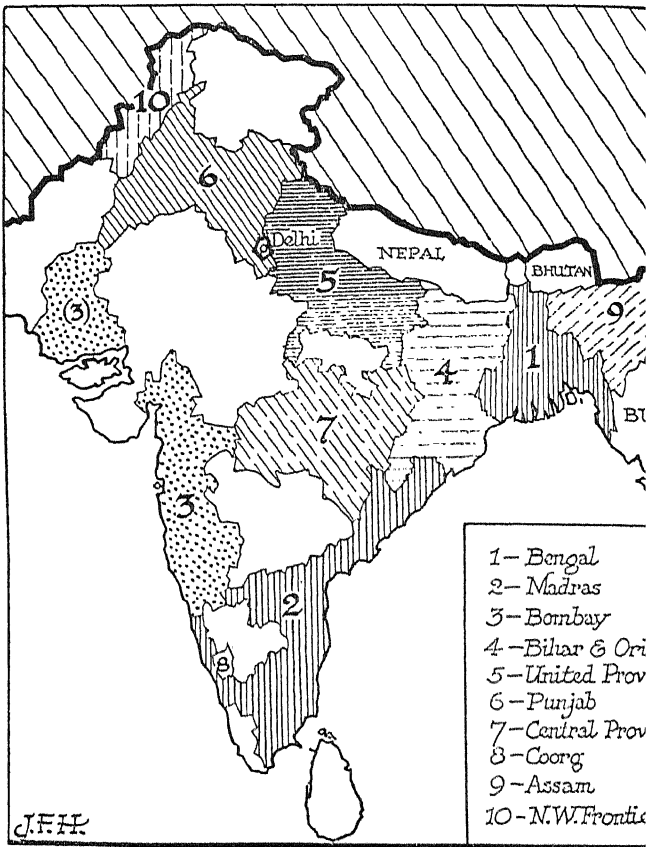 10
6
Delhi
NEPAL
BHUTAN
5
3
9
1
4
BU
7
3
2
8
1—Bengal
2—Madras
3—Bombay
4—Bihar & Ori
5—United Prov
6—Punjab
7—Central Prov
8—Coorg
9—Assam
10-N.W.Frontie
J.F.H.